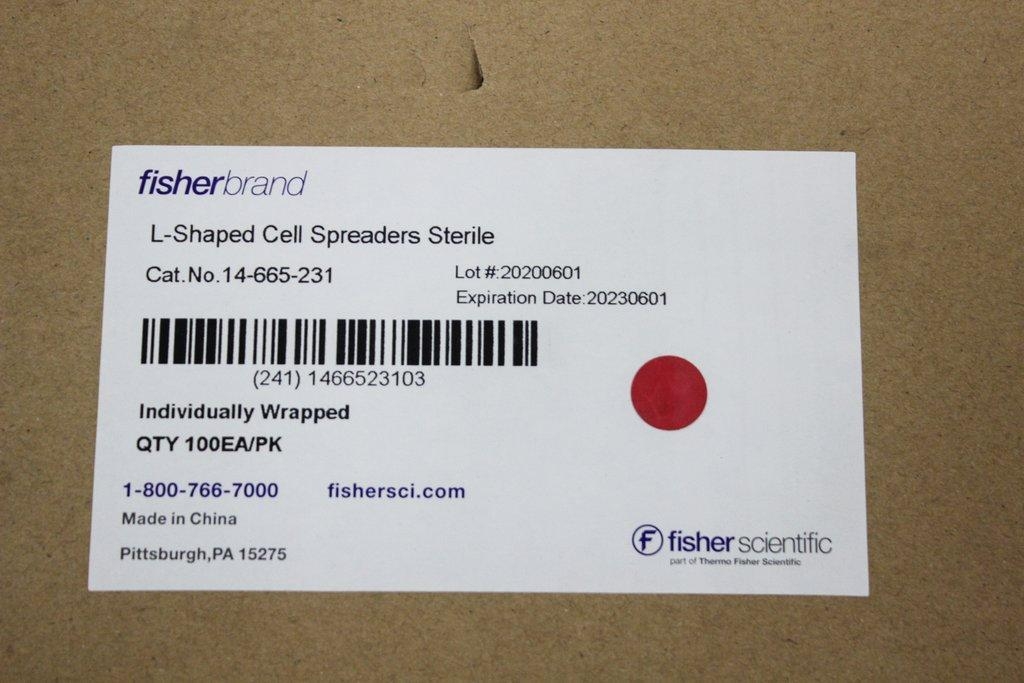 fisherbrand
L-Shaped Cell Spreaders Sterile
Cat.No.14-665-231
Lot #:20200601
Expiration Date:20230601
(241) 1466523103
Individually Wrapped
QTY 100EA/PK
1-800-766-7000 fishersci.com
Made in China
Pittsburgh,PA 15275
F fisher scientific
part of Thermo Fisher Scientific